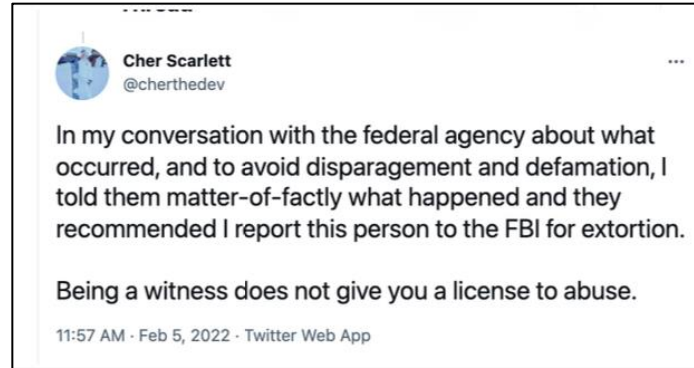 Cher Scarlett
@cherthedev
In my conversation with the federal agency about what
occurred, and to avoid disparagement and defamation, I
told them matter-of-factly what happened and they
recommended I report this person to the FBI for extortion.
Being a witness does not give you a license to abuse.
11:57 AM · Feb 5, 2022 · Twitter Web App